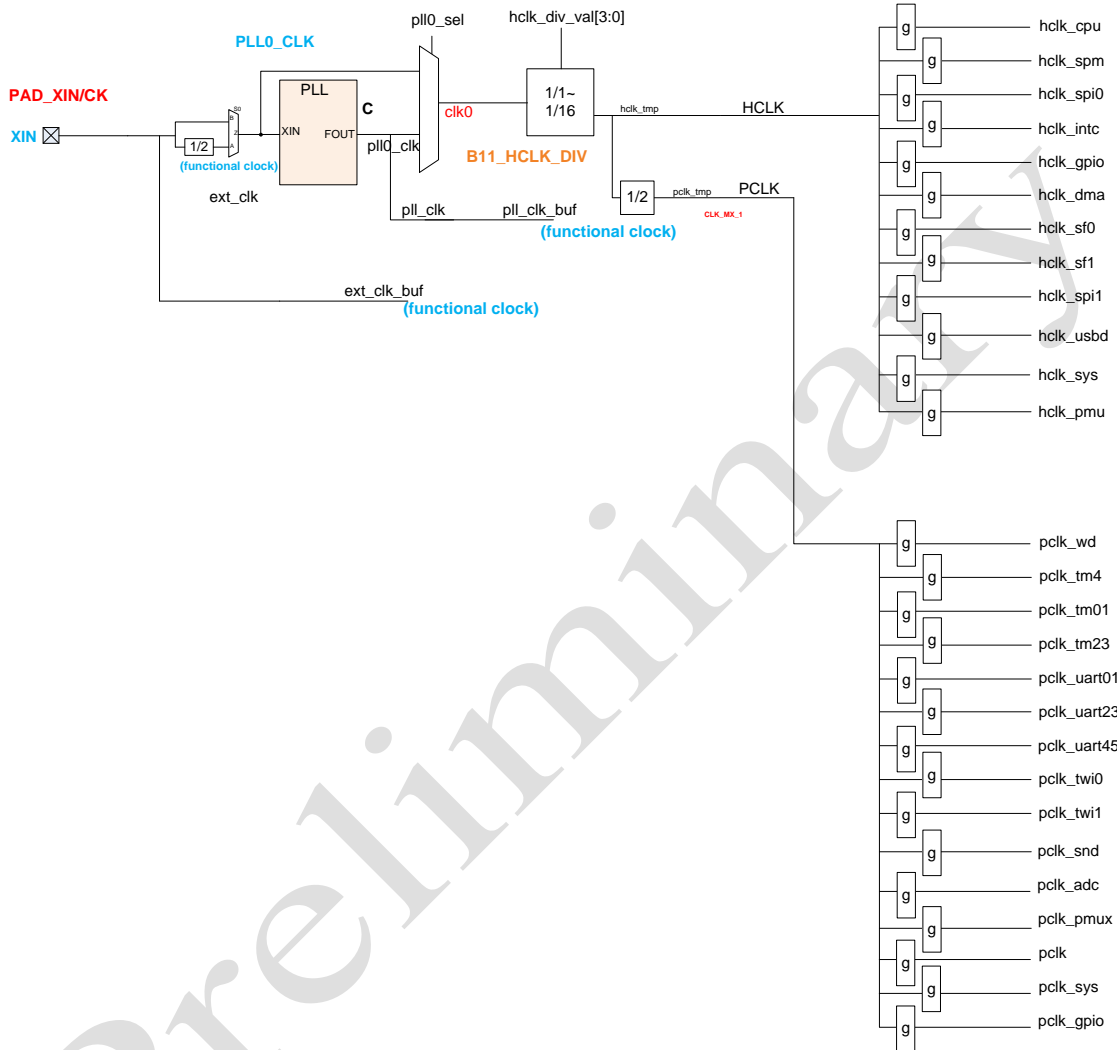 pll0_sel
hclk_div_val[3:0]
PLL0_CLK
PAD_XIN/CK
XIN
B
S0
Z
A
1/2
(functional clock)
ext_clk
PLL
XIN
FOUT
C
pll0_clk
clk0
1/1~
1/16
B11_HCLK_DIV
hclk_tmp
HCLK
1/2
pclk_tmp
PCLK
CLK_MX_1
pll_clk
pll_clk_buf
(functional clock)
ext_clk_buf
(functional clock)
g
hclk_cpu
g
hclk_spm
g
hclk_spi0
g
hclk_intc
g
hclk_gpio
g
hclk_dma
g
hclk_sf0
g
hclk_sf1
g
hclk_spi1
g
hclk_usbd
g
hclk_sys
g
hclk_pmu
g
pclk_wd
g
pclk_tm4
g
pclk_tm01
g
pclk_tm23
g
pclk_uart01
g
pclk_uart23
g
pclk_uart45
g
pclk_twi0
g
pclk_twi1
g
pclk_snd
g
pclk_adc
g
pclk_pmux
g
pclk
g
pclk_sys
g
pclk_gpio
Preliminary